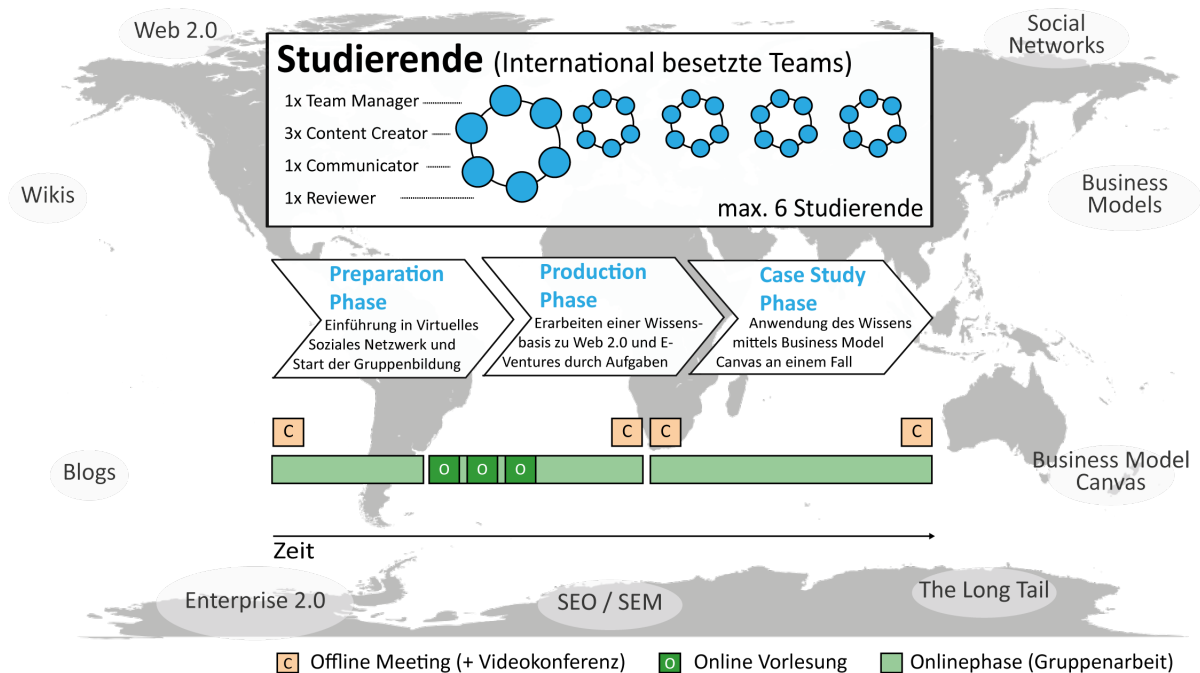 Web 2.0
Social
Networks
Studierende (International besetzte Teams)
1x Team Manager
3x Content Creator
1x Communicator
1x Reviewer
max. 6 Studierende
Wikis
Business
Models
Preparation
Phase
Einführung in Virtuelles
Soziales Netzwerk und
Start der Gruppenbildung
Production
Phase
Erarbeiten einer Wissens-
basis zu Web 2.0 und E-
Ventures durch Aufgaben
Case Study
Phase
Anwendung des Wissens
mittels Business Model
Canvas an einem Fall
C
C
C
C
O
O
O
Blogs
Business Model
Canvas
Zeit
Enterprise 2.0
SEO / SEM
The Long Tail
C Offline Meeting (+ Videokonferenz)
O Online Vorlesung
Onlinephase (Gruppenarbeit)